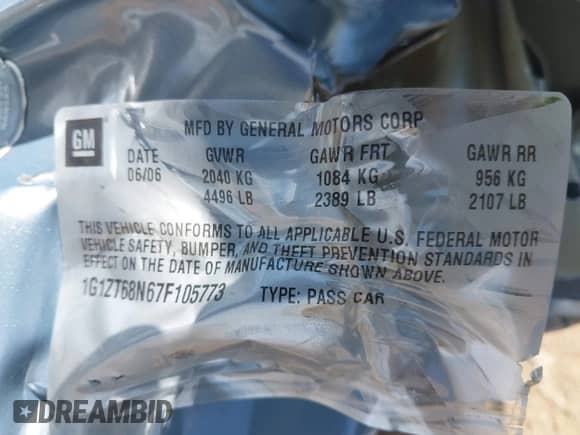 GM
MFD BY GENERAL MOTORS CORP
DATE GVWR GAWR FRT GAWR RR
06/06 2040 KG 1084 KG 956 KG
4496 LB 2389 LB 2107 LB
THIS VEHICLE CONFORMS TO ALL APPLICABLE U.S. FEDERAL MOTOR
VEHICLE SAFETY, BUMPER, AND THEFT PREVENTION STANDARDS IN
EFFECT ON THE DATE OF MANUFACTURE SHOWN ABOVE.
1G1ZT68N67F105773 TYPE: PASS CAR
DREAMBID